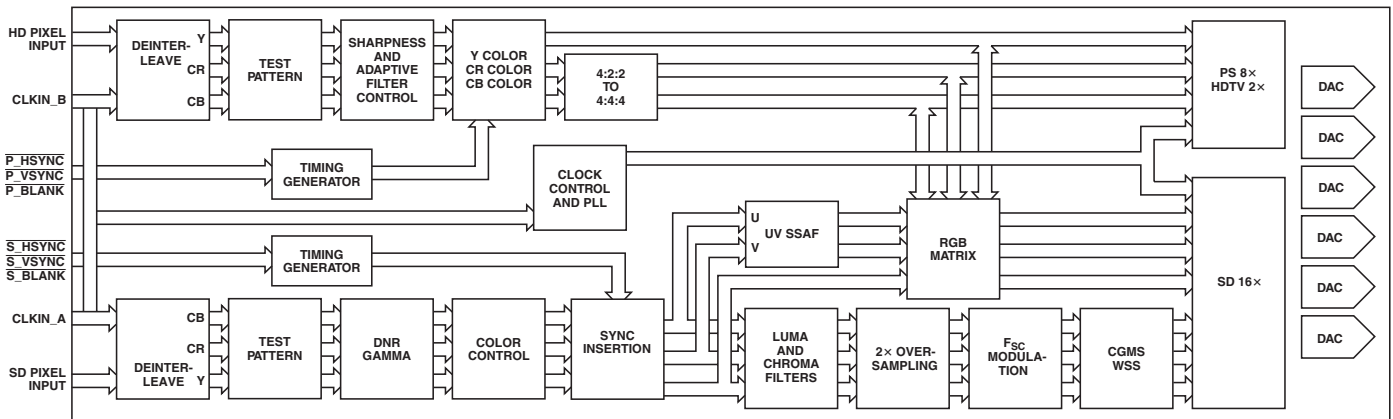 HD PIXEL
INPUT
CLKIN_B
DEINTER-
LEAVE
Y
CR
CB
TEST
PATTERN
SHARPNESS
AND
ADAPTIVE
FILTER
CONTROL
Y COLOR
CR COLOR
CB COLOR
4:2:2
TO
4:4:4
PS 8×
HDTV 2×
DAC
DAC
DAC
DAC
DAC
DAC
P_HSYNC
P_VSYNC
P_BLANK
TIMING
GENERATOR
CLOCK
CONTROL
AND PLL
S_HSYNC
S_VSYNC
S_BLANK
TIMING
GENERATOR
U
V
UV SSAF
RGB
MATRIX
SD 16×
CLKIN_A
SD PIXEL
INPUT
CB
CR
Y
DEINTER-
LEAVE
TEST
PATTERN
DNR
GAMMA
COLOR
CONTROL
SYNC
INSERTION
LUMA
AND
CHROMA
FILTERS
2× OVER-
SAMPLING
FSC
MODULA-
TION
CGMS
WSS